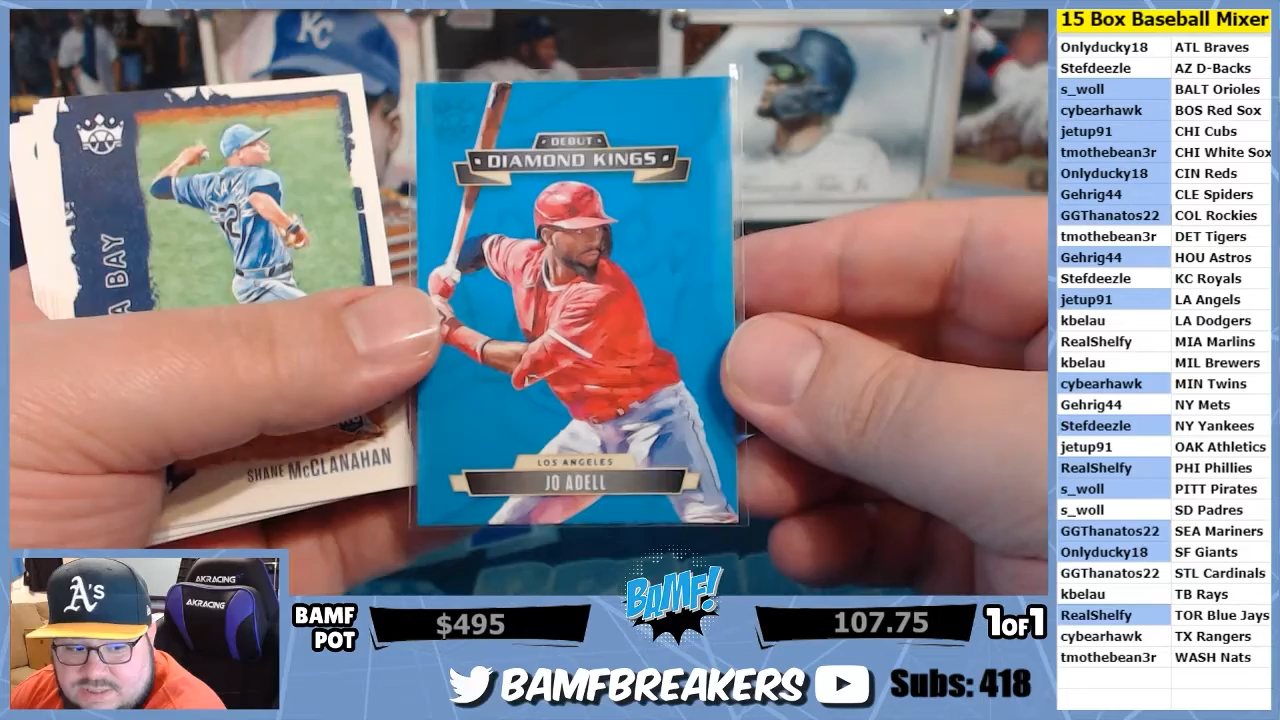 KC
A BAY
12
SHANE McCLANAHAN
DEBUT
DIAMOND KINGS
LOS ANGELES
JO ADELL
15 Box Baseball Mixer
Onlyducky18 ATL Braves
Stefdeezle AZ D-Backs
s_woll BALT Orioles
cybearhawk BOS Red Sox
jetup91 CHI Cubs
tmothebean3r CHI White Sox
Onlyducky18 CIN Reds
Gehrig44 CLE Spiders
GGThanatos22 COL Rockies
tmothebean3r DET Tigers
Gehrig44 HOU Astros
Stefdeezle KC Royals
jetup91 LA Angels
kbelau LA Dodgers
RealShelfy MIA Marlins
kbelau MIL Brewers
cybearhawk MIN Twins
Gehrig44 NY Mets
Stefdeezle NY Yankees
jetup91 OAK Athletics
RealShelfy PHI Phillies
s_woll PITT Pirates
s_woll SD Padres
GGThanatos22 SEA Mariners
Onlyducky18 SF Giants
GGThanatos22 STL Cardinals
kbelau TB Rays
RealShelfy TOR Blue Jays
cybearhawk TX Rangers
tmothebean3r WASH Nats
A's
AKRACING
AKRACING
BAMF
POT
$495
BAMF!
107.75
1OF1
BAMFBREAKERS
Subs: 418